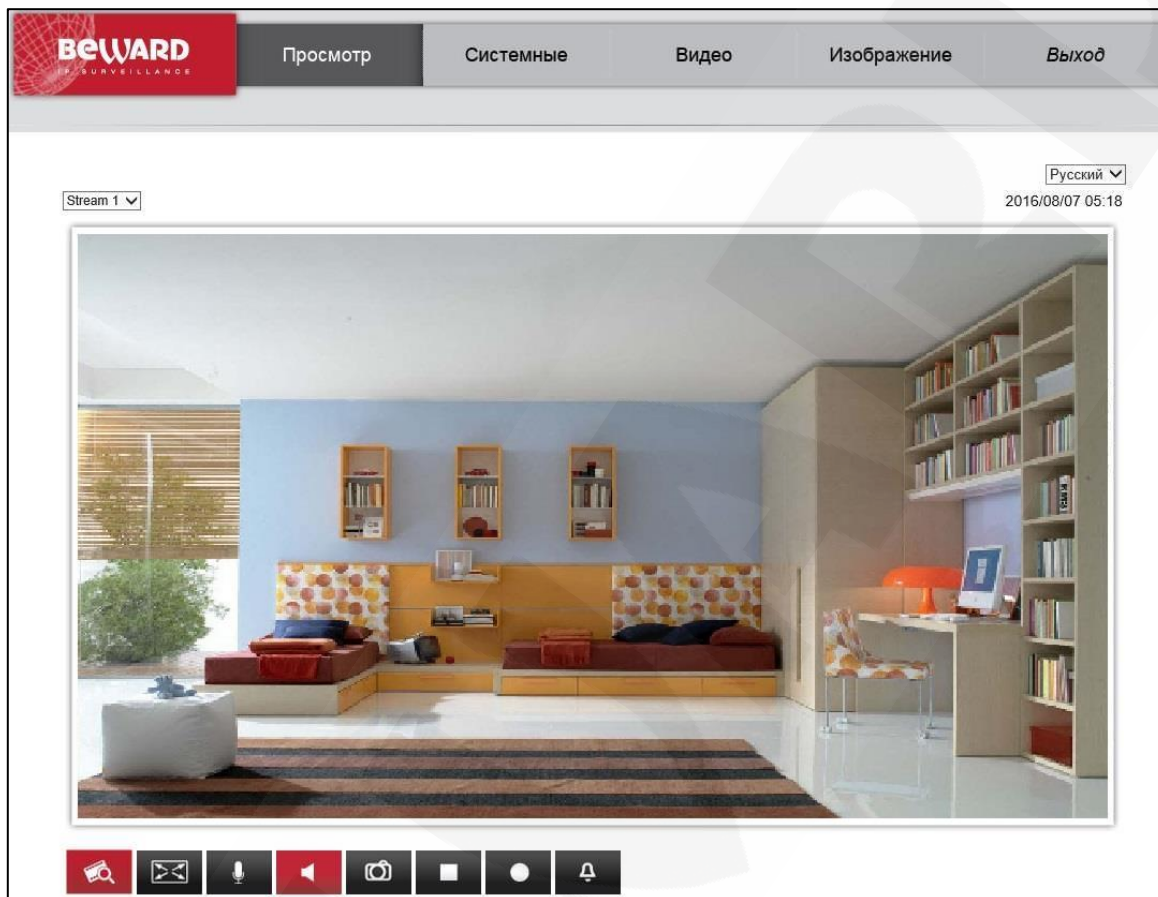 BEWARD
IP SURVEILLANCE
Просмотр
Системные
Видео
Изображение
Выход
Русский
Stream 1
2016/08/07 05:18